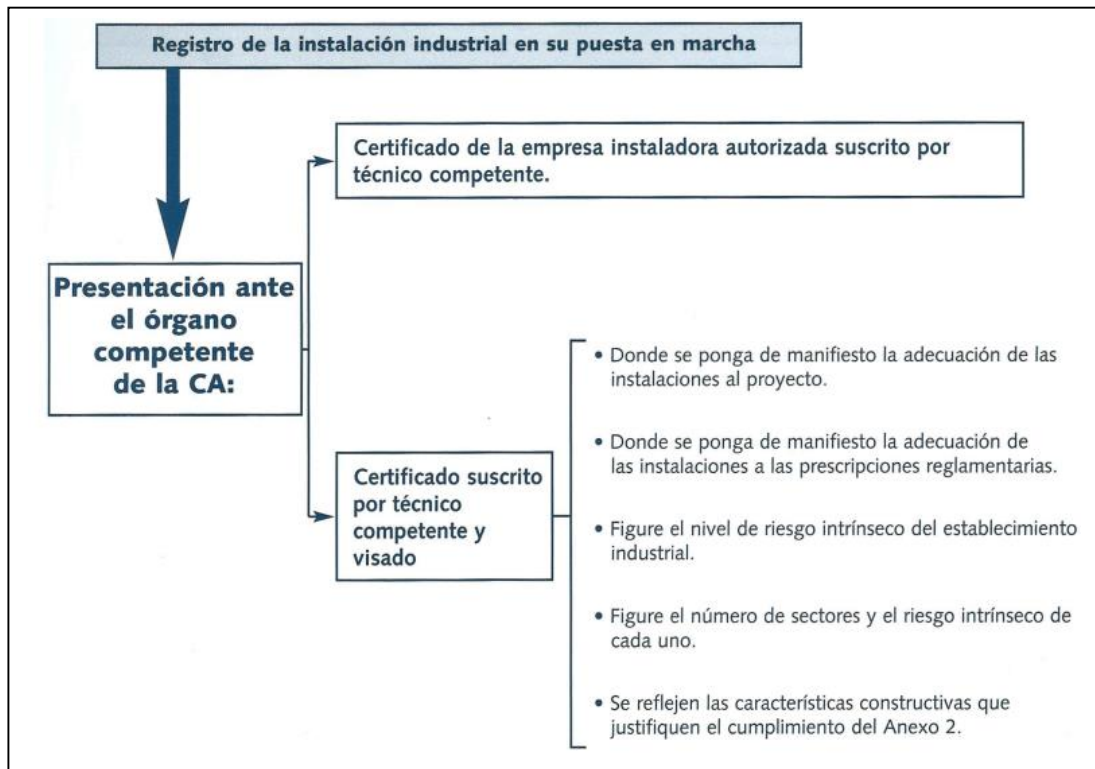 Registro de la instalación industrial en su puesta en marcha
Certificado de la empresa instaladora autorizada suscrito por
técnico competente.
Presentación ante
el órgano
competente
de la CA:
Certificado suscrito
por técnico
competente y
visado
• Donde se ponga de manifiesto la adecuación de las
instalaciones al proyecto.
• Donde se ponga de manifiesto la adecuación de
las instalaciones a las prescripciones reglamentarias.
• Figure el nivel de riesgo intrínseco del establecimiento
industrial.
• Figure el número de sectores y el riesgo intrínseco de
cada uno.
• Se reflejen las características constructivas que
justifiquen el cumplimiento del Anexo 2.